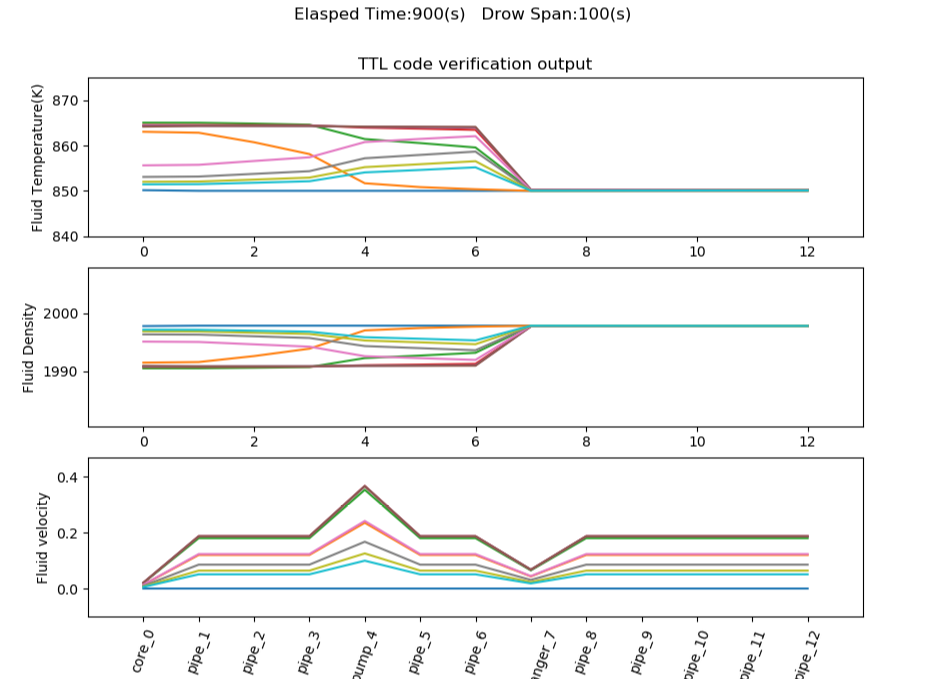 Elasped Time:900(s) Drow Span:100(s)
TTL code verification output
Fluid Temperature(K)
870
860
850
840
0 2 4 6 8 10 12
Fluid Density
2000
1990
0 2 4 6 8 10 12
Fluid velocity
0.4
0.2
0.0
core_0 pipe_1 pipe_2 pipe_3 pump_4 pipe_5 pipe_6 anger_7 pipe_8 pipe_9 pipe_10 pipe_11 pipe_12